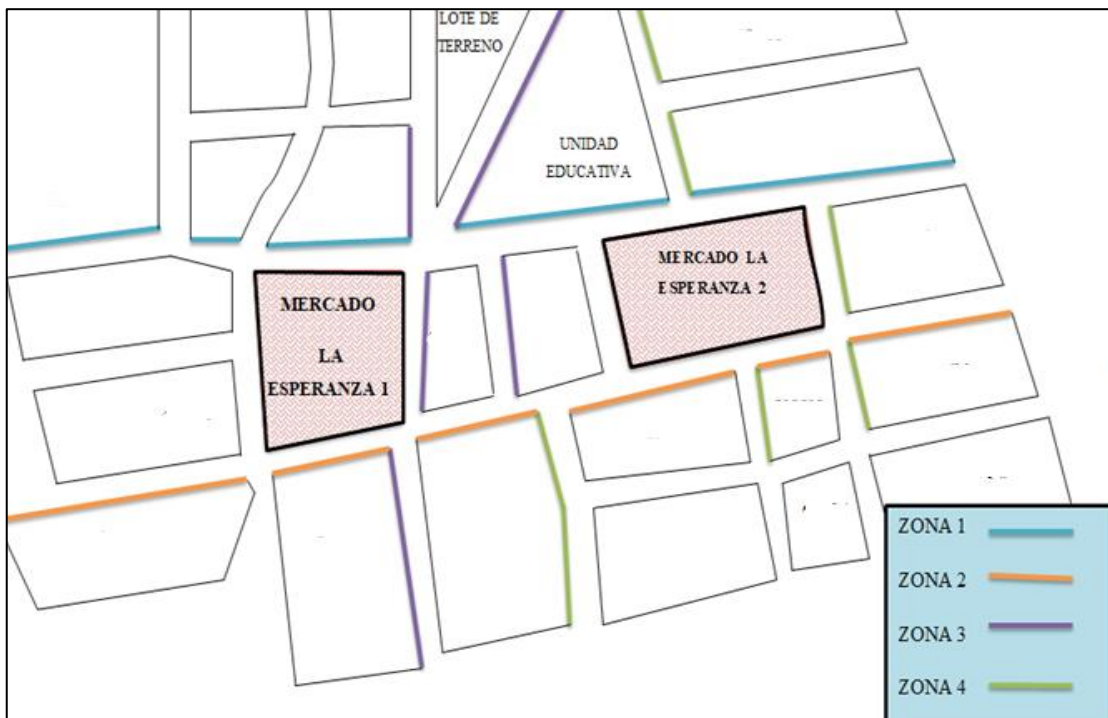 LOTE DE
TERRENO
UNIDAD
EDUCATIVA
MERCADO
LA
ESPERANZA 1
MERCADO LA
ESPERANZA 2
ZONA 1
ZONA 2
ZONA 3
ZONA 4